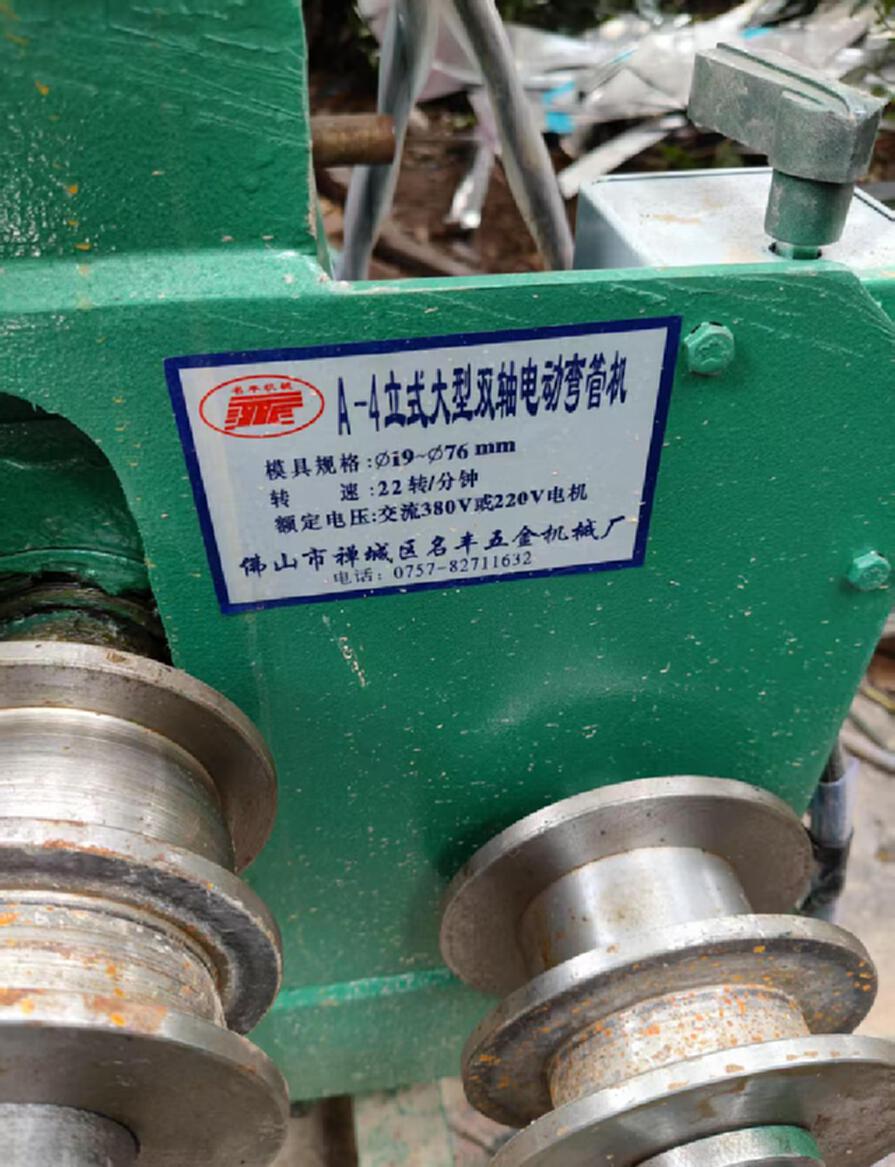 名丰机械
A-4立式大型双轴电动弯管机
模具规格:Ø19~Ø76 mm
转 速:22 转/分钟
额定电压:交流380V或220V电机
佛山市禅城区名丰五金机械厂
电话: 0757-82711632